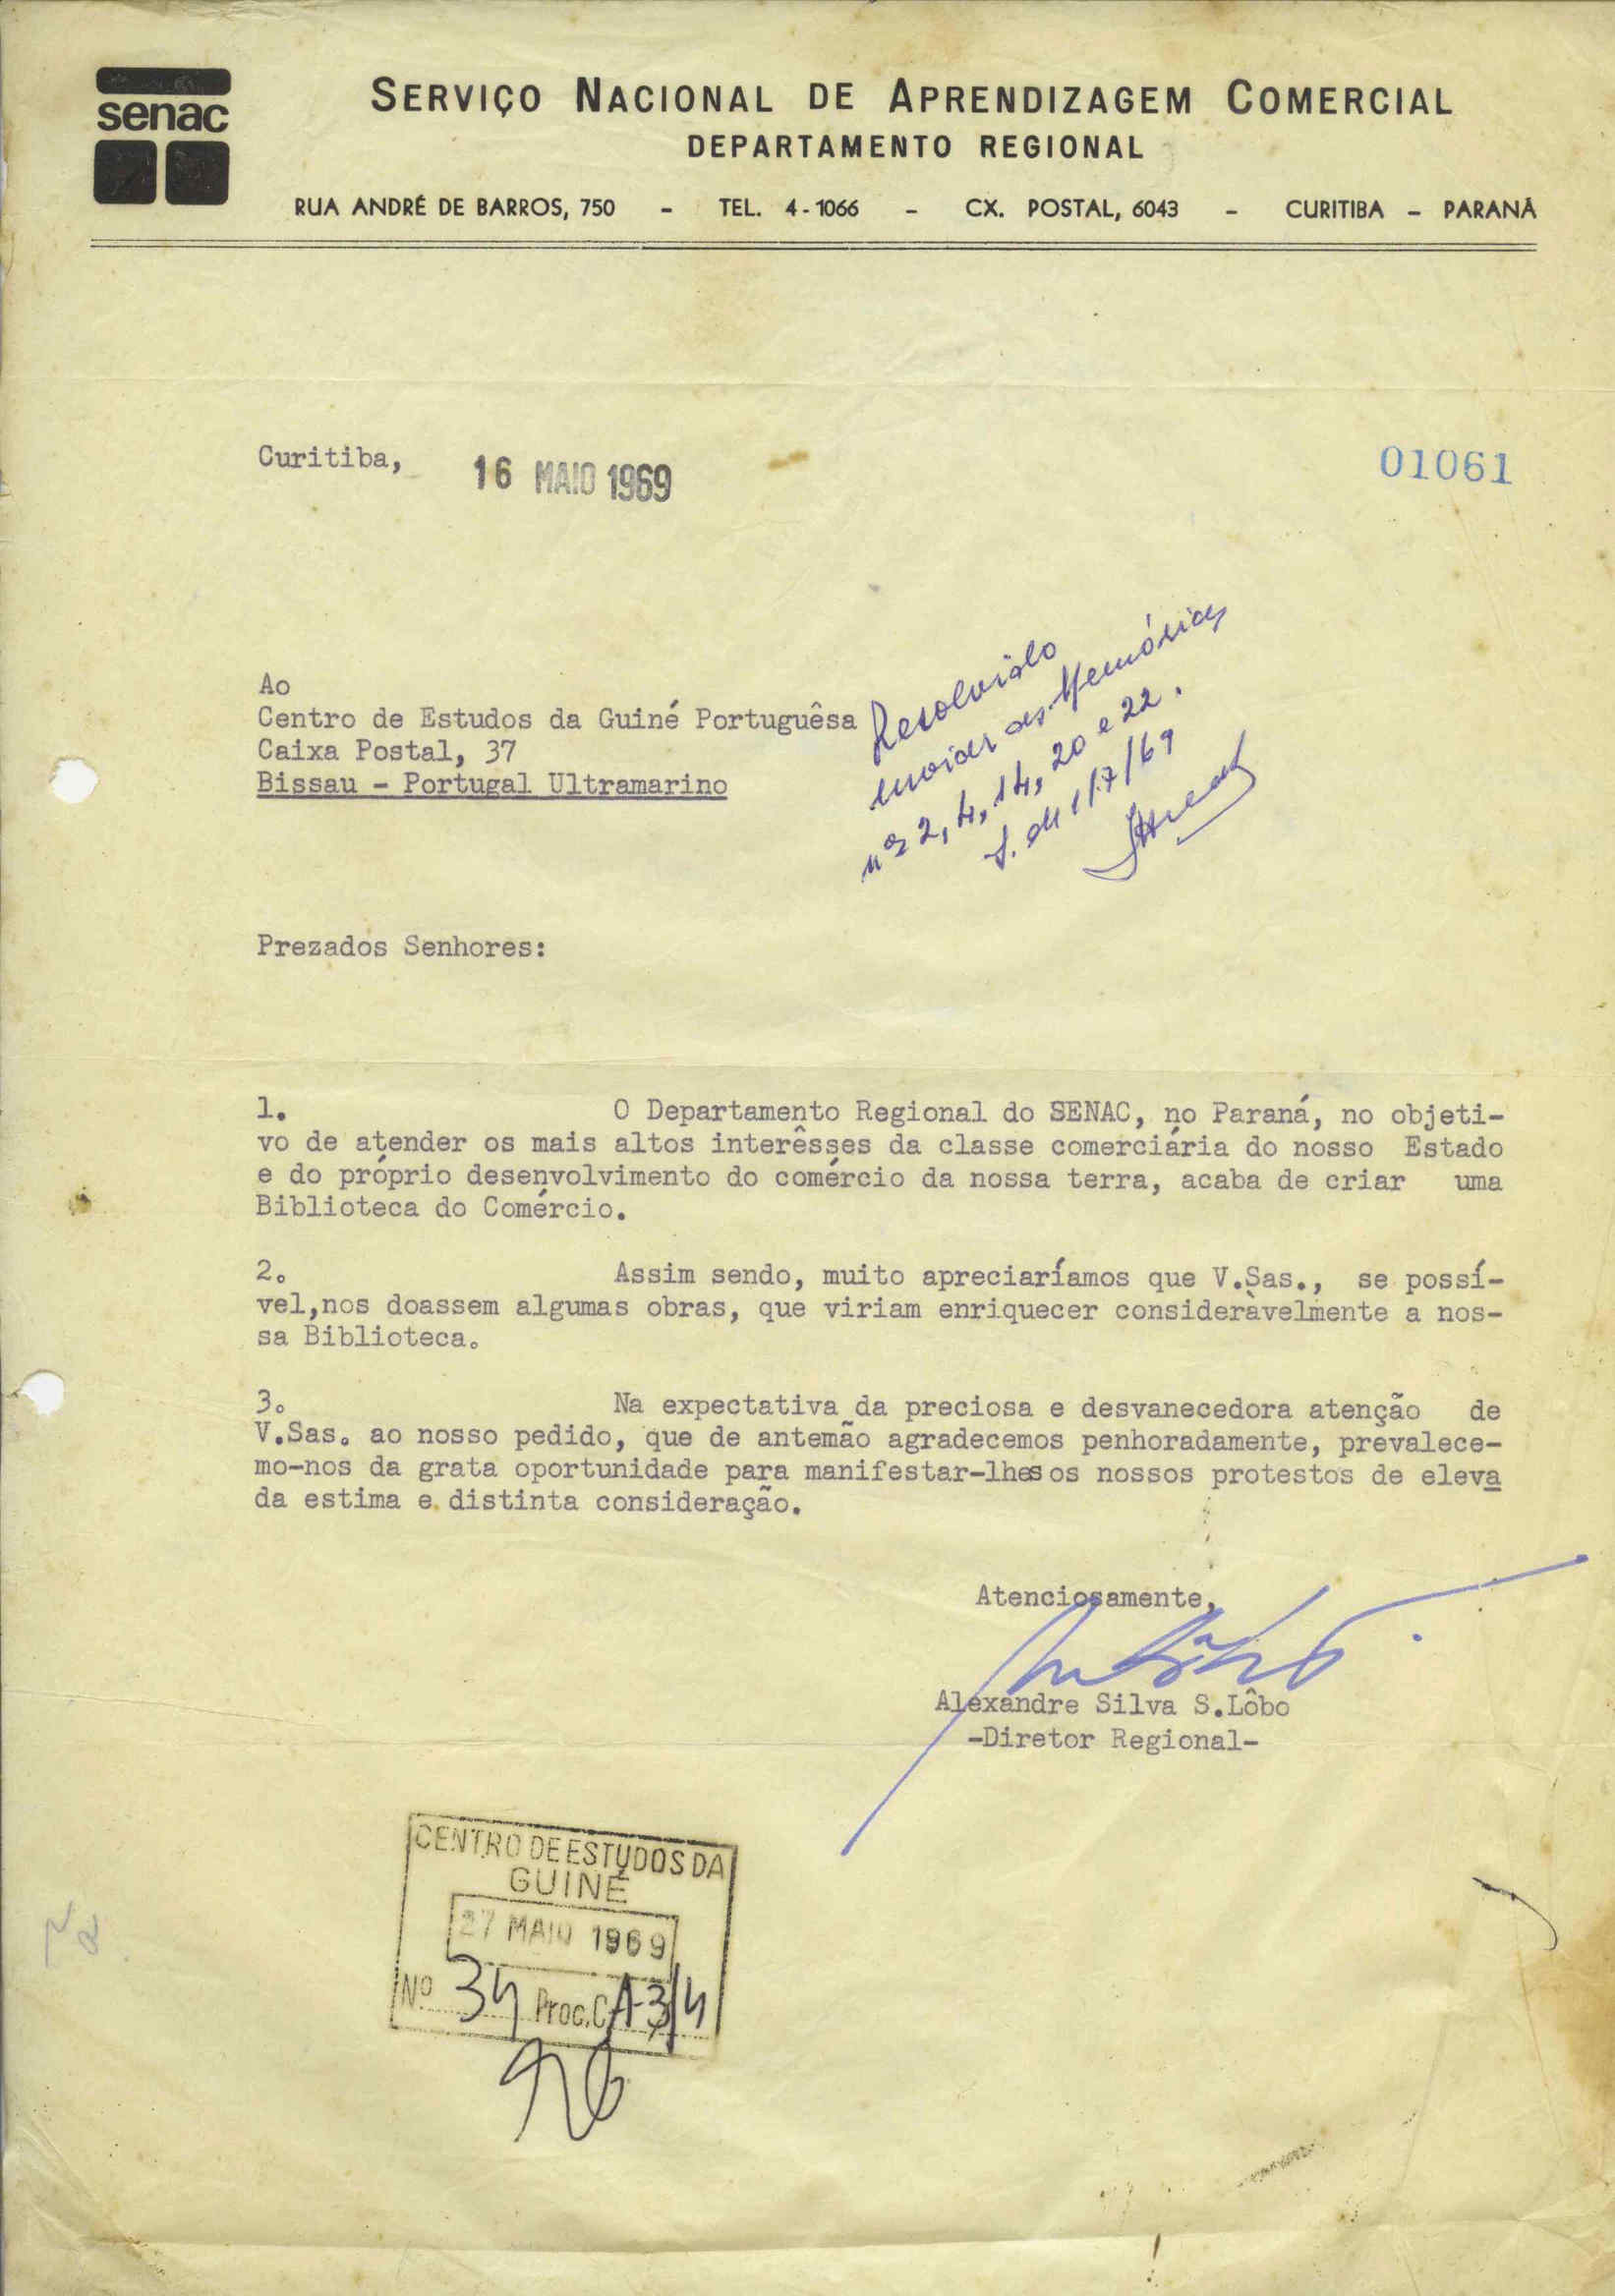 senac
SERVIÇO NACIONAL DE APRENDIZAGEM COMERCIAL
DEPARTAMENTO REGIONAL
RUA ANDRÉ DE BARROS, 750 - TEL. 4-1066 - CX. POSTAL, 6043 - CURITIBA - PARANÁ
Curitiba, 16 MAIO 1969
01061
Ao
Centro de Estudos da Guiné Portuguêsa
Caixa Postal, 37
Bissau - Portugal Ultramarino
Resolvido
enviar as Memórias
nºs 2, 4, 14, 20 e 22.
1/7/69
Prezados Senhores:
1. O Departamento Regional do SENAC, no Paraná, no objeti-
vo de atender os mais altos interêsses da classe comerciária do nosso Estado
e do próprio desenvolvimento do comércio da nossa terra, acaba de criar uma
Biblioteca do Comércio.
2. Assim sendo, muito apreciaríamos que V.Sas., se possí-
vel,nos doassem algumas obras, que viriam enriquecer consideràvelmente a nos-
sa Biblioteca.
3. Na expectativa da preciosa e desvanecedora atenção de
V.Sas. ao nosso pedido, que de antemão agradecemos penhoradamente, prevalece-
mo-nos da grata oportunidade para manifestar-lhes os nossos protestos de eleva
da estima e distinta consideração.
Atenciosamente,
Alexandre Silva S.Lôbo
-Diretor Regional-
CENTRO DE ESTUDOS DA
GUINÉ
27 MAIO 1969
Nº 34 Proc. C/A-3/4